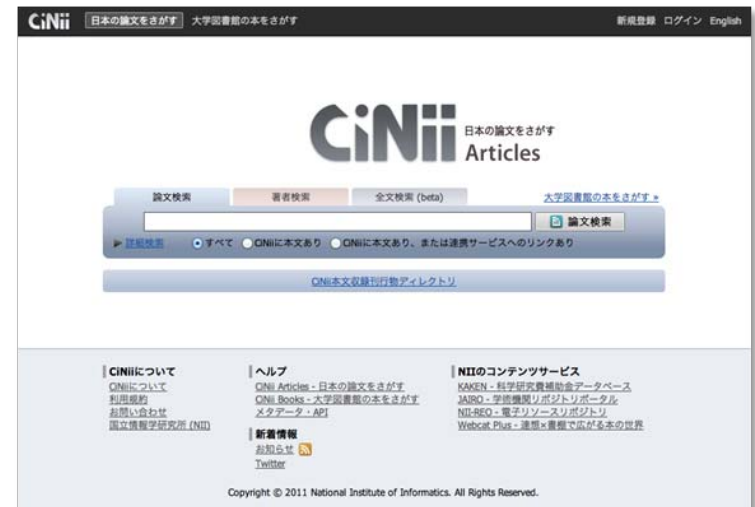 CiNii 日本の論文をさがす 大学図書館の本をさがす 新規登録 ログイン English
CiNii 日本の論文をさがす
Articles
論文検索 著者検索 全文検索 (beta) 大学図書館の本をさがす »
論文検索
詳細検索 すべて CiNiiに本文あり CiNiiに本文あり、または連携サービスへのリンクあり
CiNii本文収録刊行物ディレクトリ
CiNiiについて
CiNiiについて
利用規約
お問い合わせ
国立情報学研究所 (NII)
ヘルプ
CiNii Articles - 日本の論文をさがす
CiNii Books - 大学図書館の本をさがす
メタデータ・API
新着情報
お知らせ
Twitter
NIIのコンテンツサービス
KAKEN - 科学研究費補助金データベース
JAIRO - 学術機関リポジトリポータル
NII-REO - 電子リソースリポジトリ
Webcat Plus - 連想×書棚で広がる本の世界
Copyright © 2011 National Institute of Informatics. All Rights Reserved.